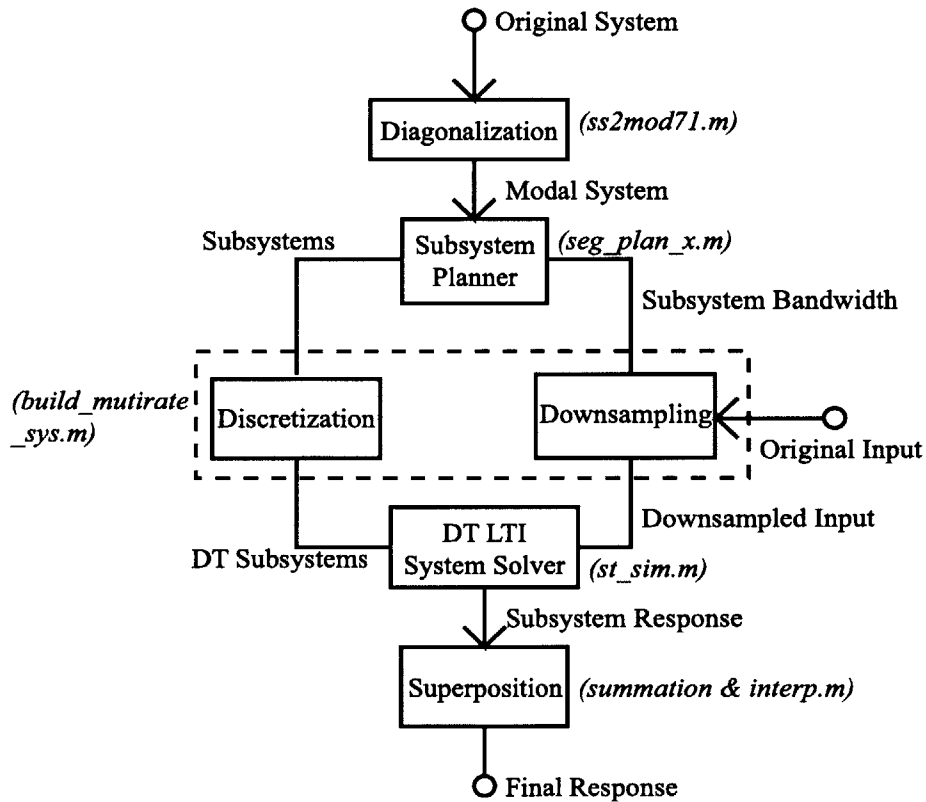 Original System
Diagonalization
(ss2mod71.m)
Modal System
Subsystems
Subsystem
Planner
(seg_plan_x.m)
Subsystem Bandwidth
(build_mutirate
_sys.m)
Discretization
Downsampling
Original Input
DT Subsystems
DT LTI
System Solver
Downsampled Input
(st_sim.m)
Subsystem Response
Superposition
(summation & interp.m)
Final Response